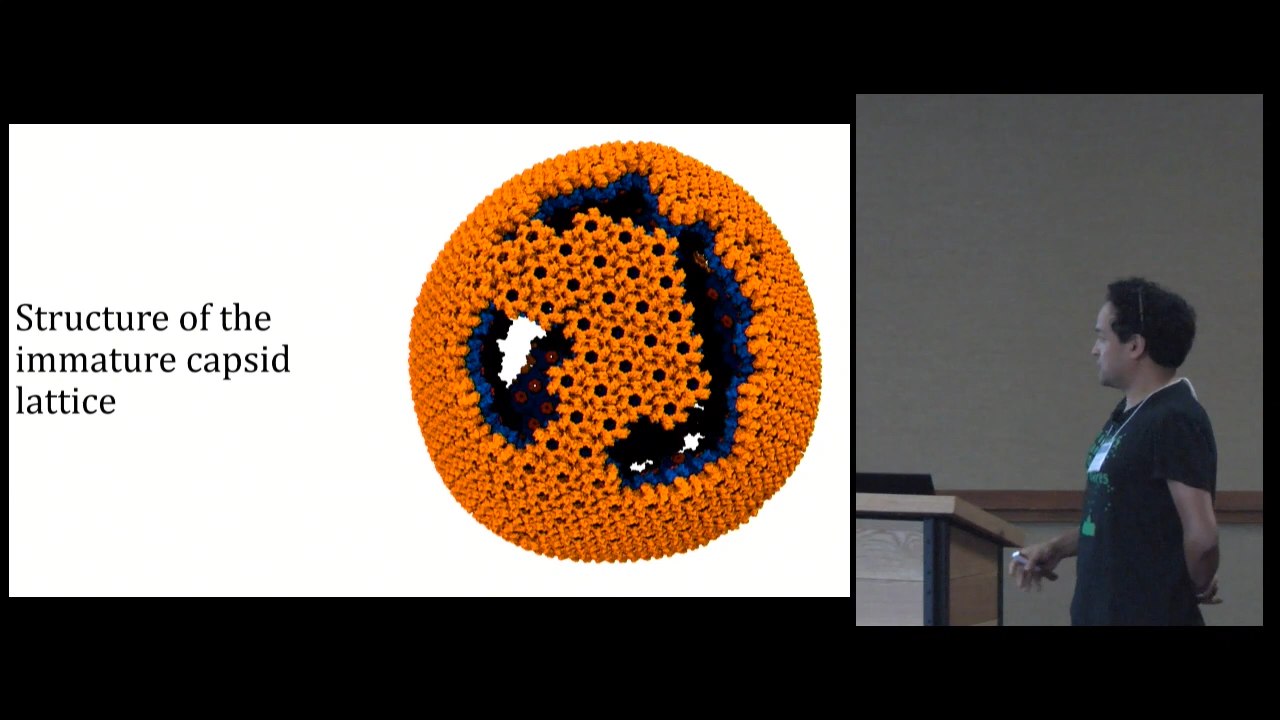 Structure of the
immature capsid
lattice